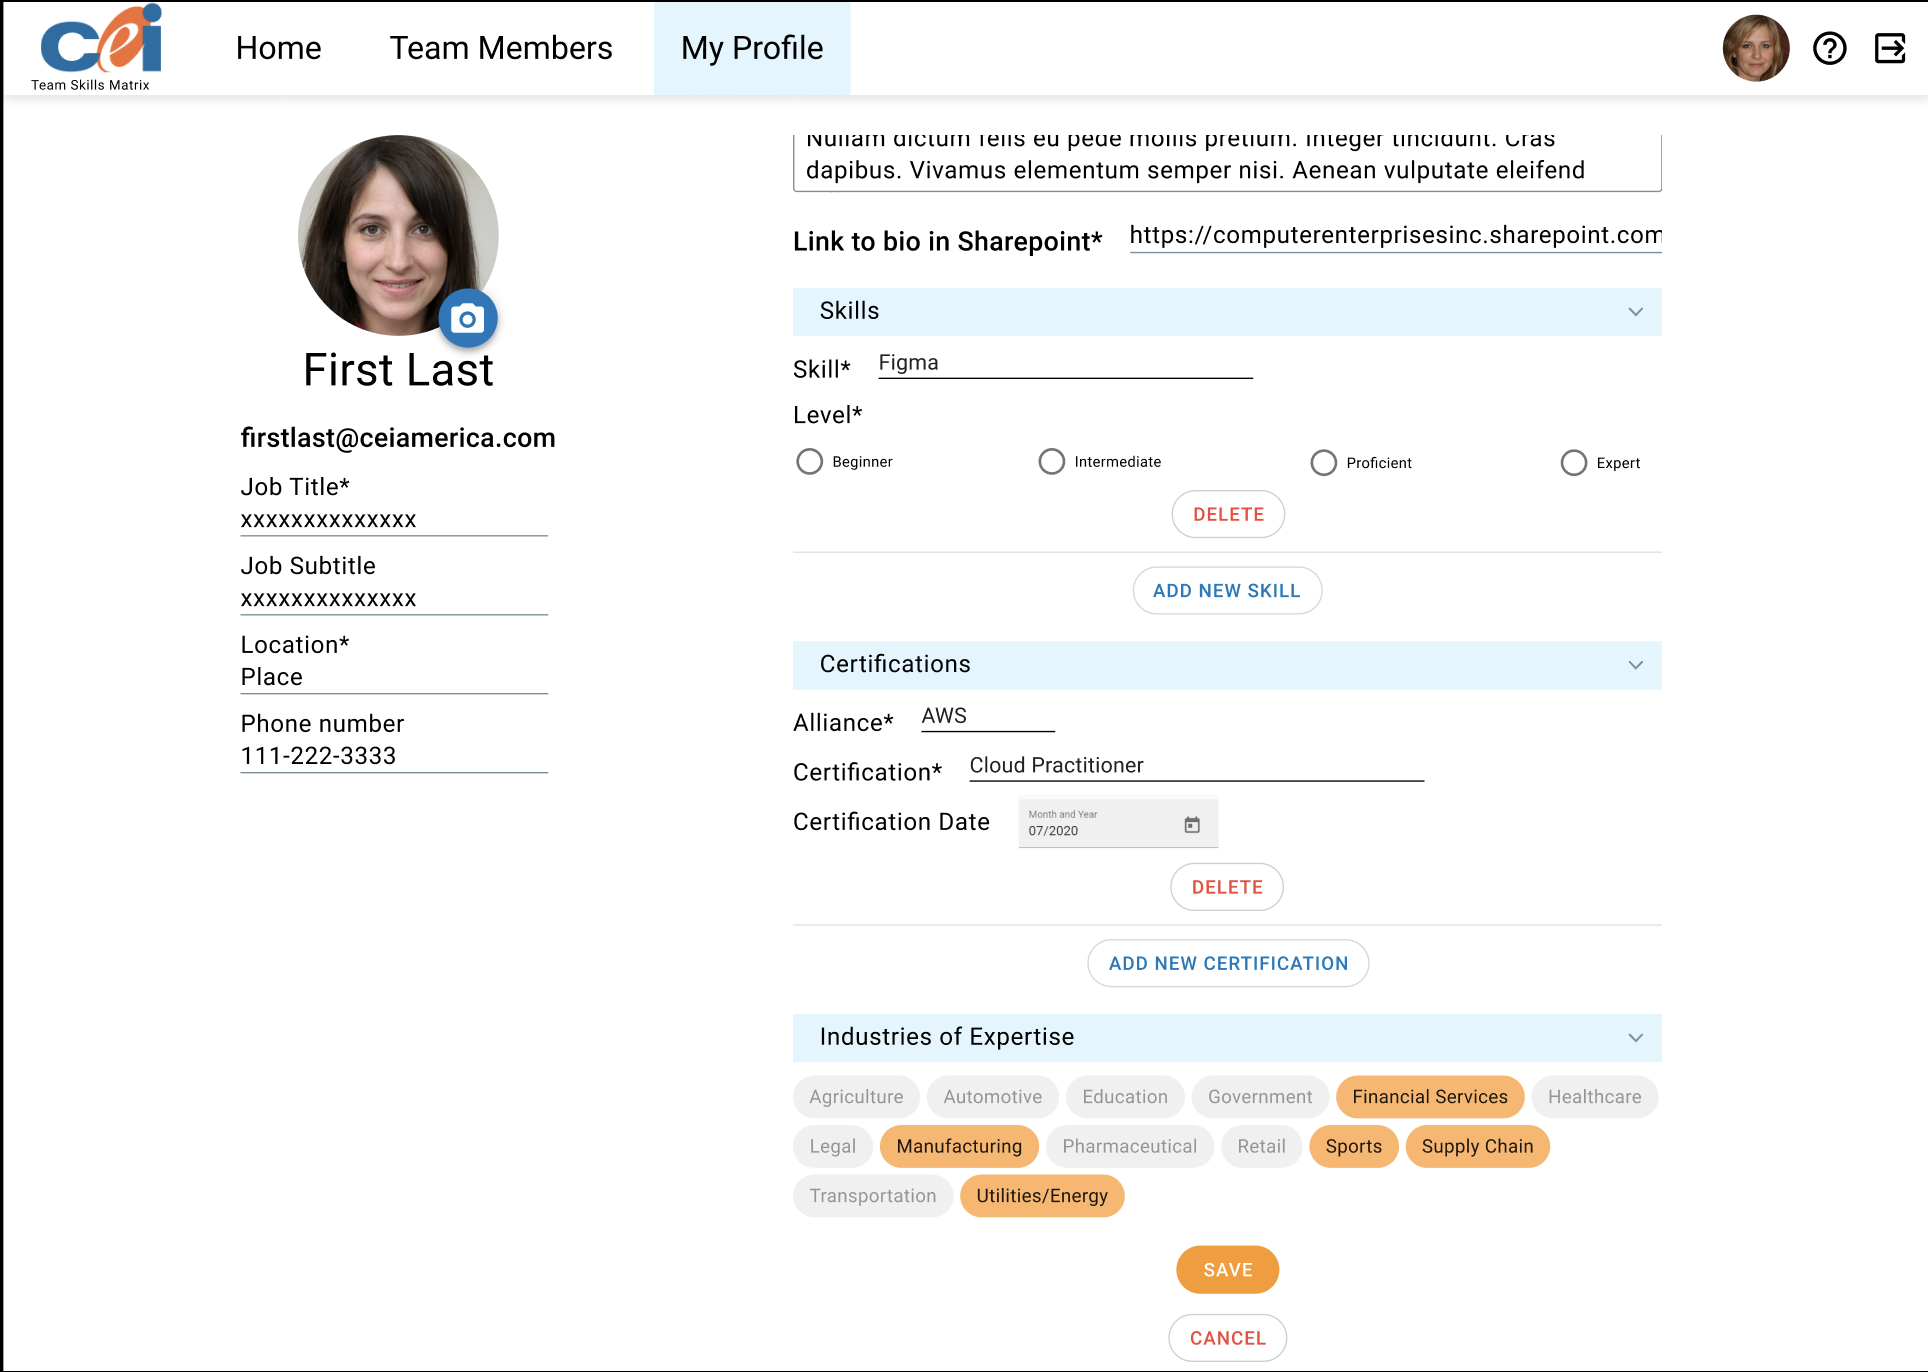 cei
Team Skills Matrix
Home
Team Members
My Profile
First Last
firstlast@ceiamerica.com
Job Title*
xxxxxxxxxxxxxx
Job Subtitle
xxxxxxxxxxxxxx
Location*
Place
Phone number
111-222-3333
Nullam dictum felis eu pede mollis pretium. Integer tincidunt. Cras
dapibus. Vivamus elementum semper nisi. Aenean vulputate eleifend
Link to bio in Sharepoint* https://computerenterprisesinc.sharepoint.com
Skills
Skill* Figma
Level*
Beginner Intermediate Proficient Expert
DELETE
ADD NEW SKILL
Certifications
Alliance* AWS
Certification* Cloud Practitioner
Certification Date
Month and Year
07/2020
DELETE
ADD NEW CERTIFICATION
Industries of Expertise
Agriculture Automotive Education Government Financial Services Healthcare
Legal Manufacturing Pharmaceutical Retail Sports Supply Chain
Transportation Utilities/Energy
SAVE
CANCEL